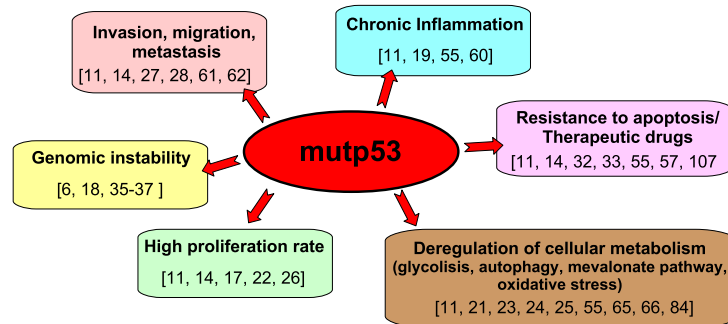 Invasion, migration,
metastasis
[11, 14, 27, 28, 61, 62]
Chronic Inflammation
[11, 19, 55, 60]
Resistance to apoptosis/
Therapeutic drugs
[11, 14, 32, 33, 55, 57, 107
mutp53
Genomic instability
[6, 18, 35-37 ]
High proliferation rate
[11, 14, 17, 22, 26]
Deregulation of cellular metabolism
(glycolisis, autophagy, mevalonate pathway,
oxidative stress)
[11, 21, 23, 24, 25, 55, 65, 66, 84]